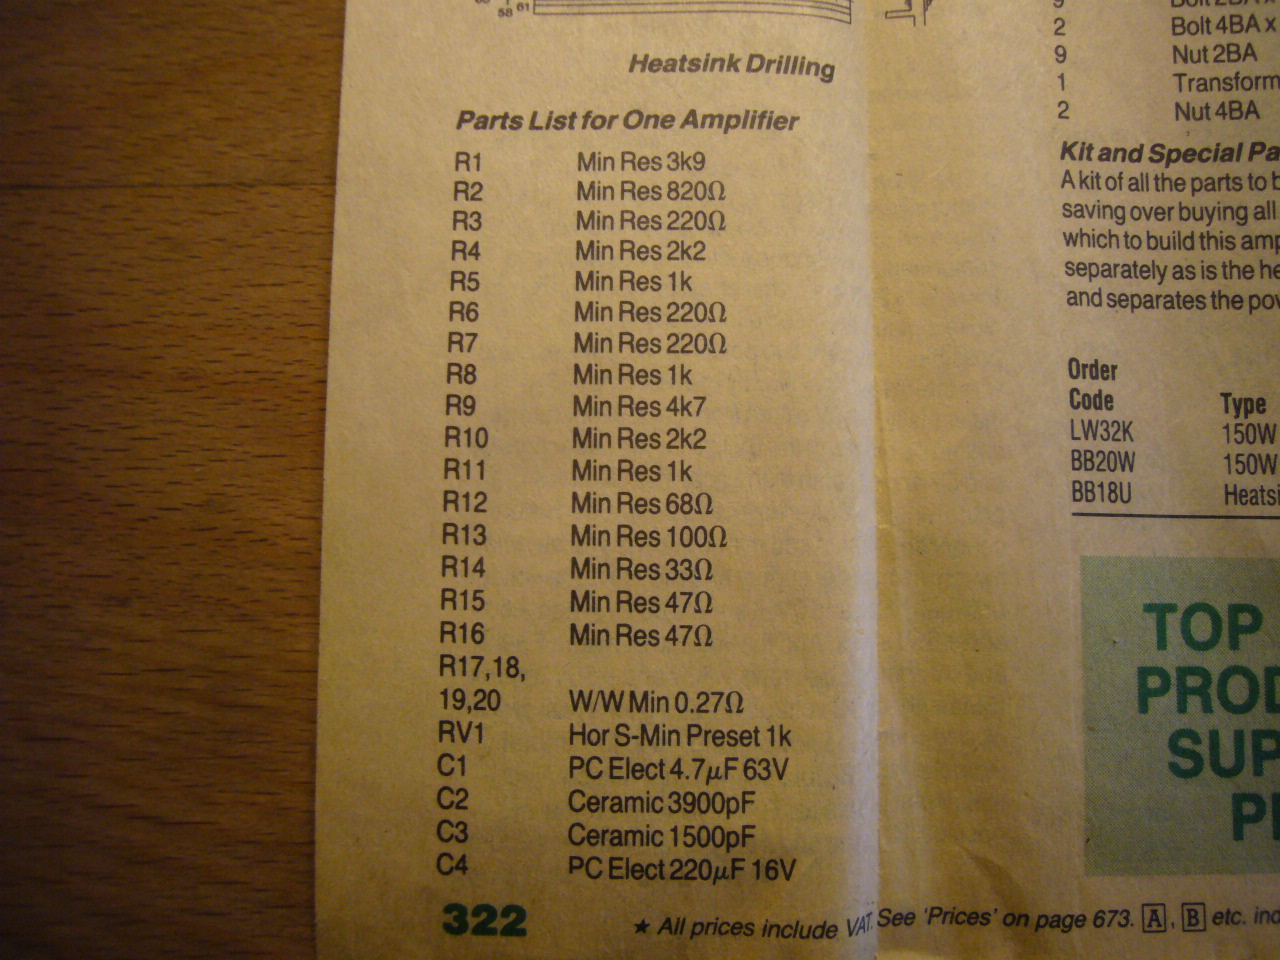 58 61
Heatsink Drilling
Parts List for One Amplifier
R1 Min Res 3k9
R2 Min Res 820Ω
R3 Min Res 220Ω
R4 Min Res 2k2
R5 Min Res 1k
R6 Min Res 220Ω
R7 Min Res 220Ω
R8 Min Res 1k
R9 Min Res 4k7
R10 Min Res 2k2
R11 Min Res 1k
R12 Min Res 68Ω
R13 Min Res 100Ω
R14 Min Res 33Ω
R15 Min Res 47Ω
R16 Min Res 47Ω
R17,18,
19,20 W/W Min 0.27Ω
RV1 Hor S-Min Preset 1k
C1 PC Elect 4.7µF 63V
C2 Ceramic 3900pF
C3 Ceramic 1500pF
C4 PC Elect 220µF 16V
9 Bolt 2BA x
2 Bolt 4BA x
9 Nut 2BA
1 Transform
2 Nut 4BA
Kit and Special Pa
A kit of all the parts to b
saving over buying all
which to build this amp
separately as is the he
and separates the pov
Order
Code Type
LW32K 150W
BB20W 150W
BB18U Heatsi
TOP
PROD
SUP
P
322 ★ All prices include VAT. See 'Prices' on page 673. A, B etc. inc